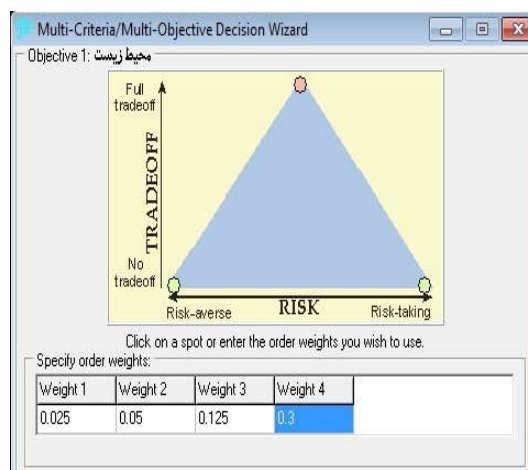 Multi-Criteria/Multi-Objective Decision Wizard
Objective 1: محیط زیست
Full
tradeoff
TRADEOFF
No
tradeoff
Risk-averse RISK Risk-taking
Click on a spot or enter the order weights you wish to use.
Specify order weights:
Weight 1 Weight 2 Weight 3 Weight 4
0.025 0.05 0.125 0.3